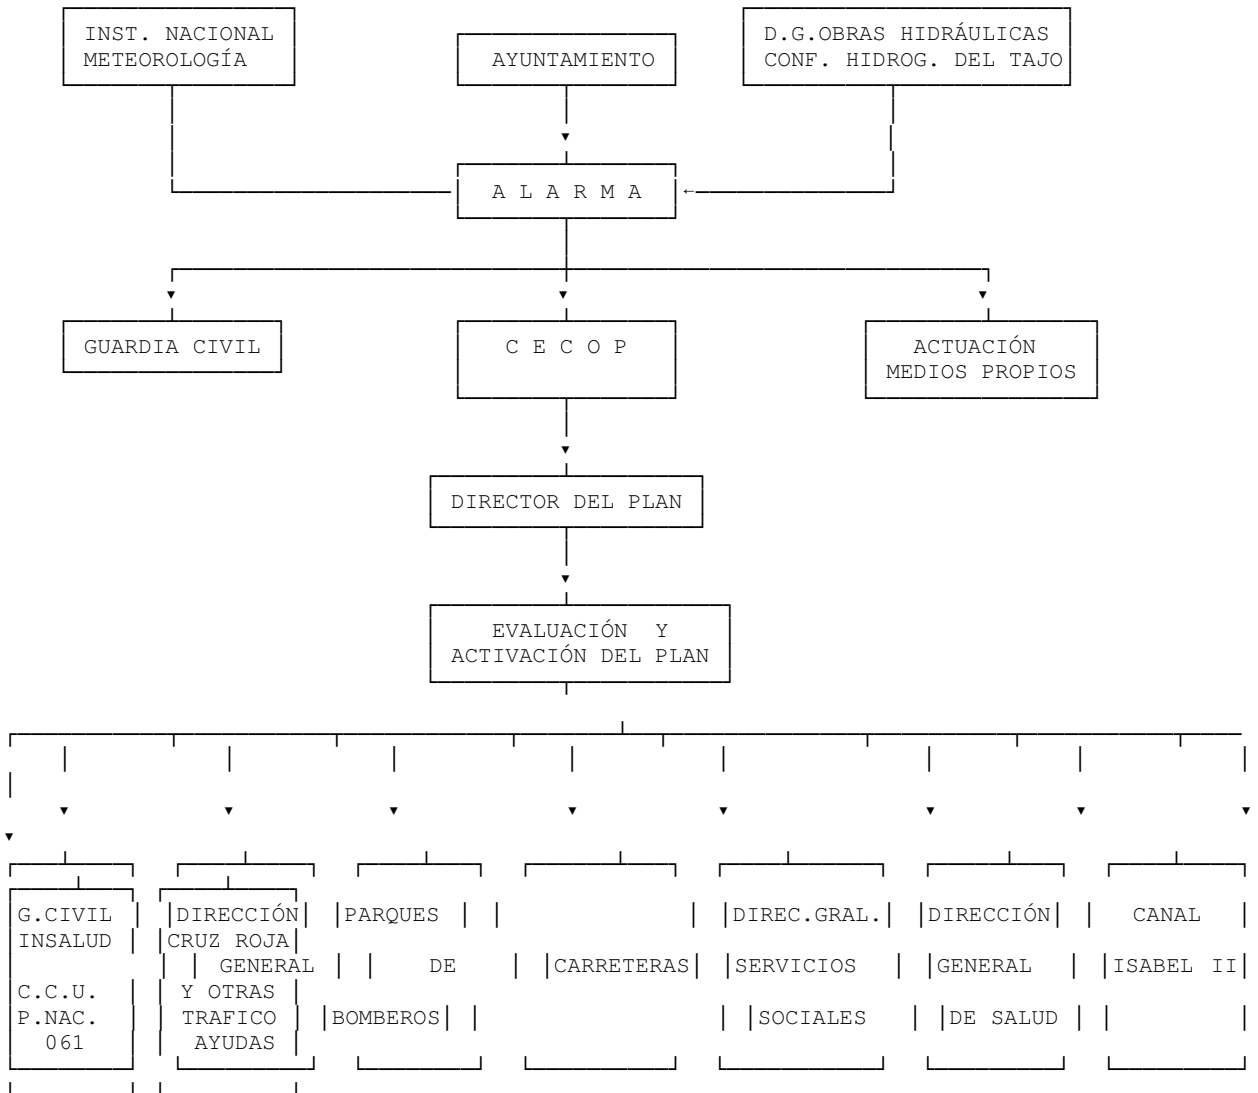 INST. NACIONAL
METEOROLOGÍA
AYUNTAMIENTO
D.G.OBRAS HIDRÁULICAS
CONF. HIDROG. DEL TAJO
A L A R M A
GUARDIA CIVIL
C E C O P
ACTUACIÓN
MEDIOS PROPIOS
DIRECTOR DEL PLAN
EVALUACIÓN Y
ACTIVACIÓN DEL PLAN
G.CIVIL DIRECCIÓN PARQUES DIREC.GRAL. DIRECCIÓN CANAL
INSALUD CRUZ ROJA
GENERAL DE CARRETERAS SERVICIOS GENERAL ISABEL II
C.C.U. Y OTRAS
P.NAC. TRAFICO BOMBEROS SOCIALES DE SALUD
061 AYUDAS